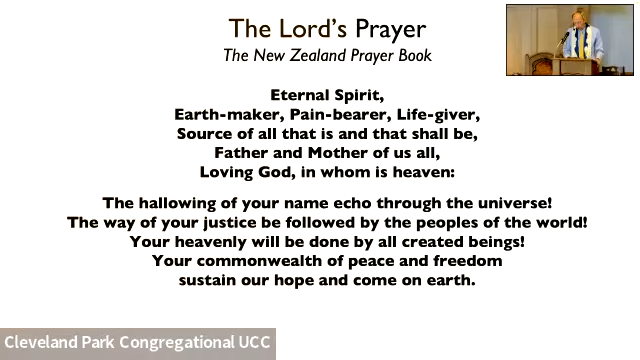 The Lord's Prayer
The New Zealand Prayer Book
Eternal Spirit,
Earth-maker, Pain-bearer, Life-giver,
Source of all that is and that shall be,
Father and Mother of us all,
Loving God, in whom is heaven:
The hallowing of your name echo through the universe!
The way of your justice be followed by the peoples of the world!
Your heavenly will be done by all created beings!
Your commonwealth of peace and freedom
sustain our hope and come on earth.
Cleveland Park Congregational UCC